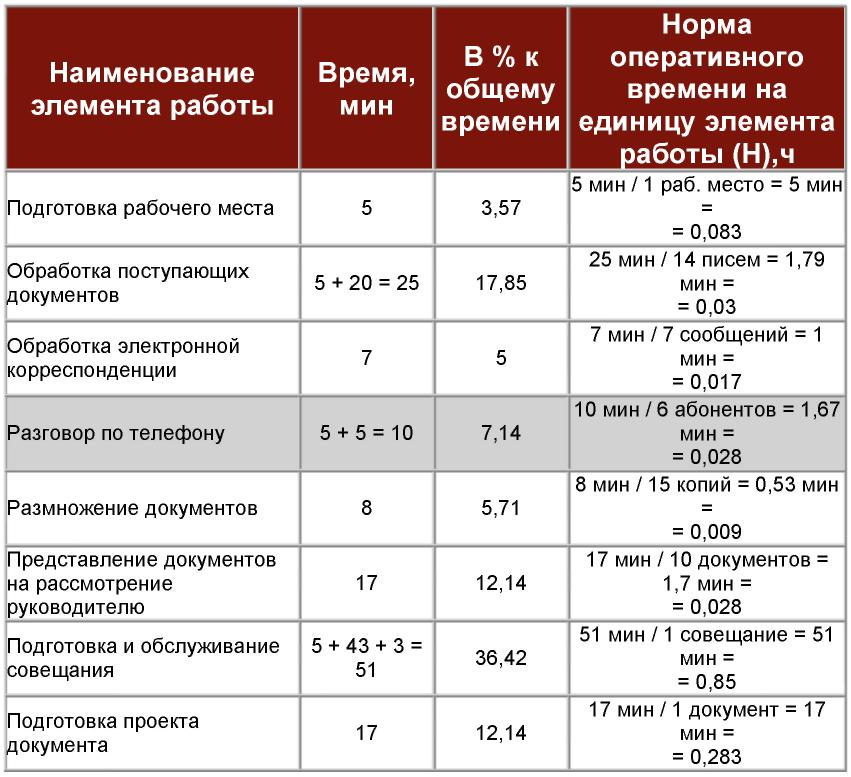 Наименование
элемента работы
Время,
мин
В % к
общему
времени
Норма
оперативного
времени на
единицу элемента
работы (Н),ч
Подготовка рабочего места
5
3,57
5 мин / 1 раб. место = 5 мин
=
= 0,083
Обработка поступающих
документов
5 + 20 = 25
17,85
25 мин / 14 писем = 1,79
мин =
= 0,03
Обработка электронной
корреспонденции
7
5
7 мин / 7 сообщений = 1
мин =
= 0,017
Разговор по телефону
5 + 5 = 10
7,14
10 мин / 6 абонентов = 1,67
мин =
= 0,028
Размножение документов
8
5,71
8 мин / 15 копий = 0,53 мин
=
= 0,009
Представление документов
на рассмотрение
руководителю
17
12,14
17 мин / 10 документов =
1,7 мин =
= 0,028
Подготовка и обслуживание
совещания
5 + 43 + 3 =
51
36,42
51 мин / 1 совещание = 51
мин =
= 0,85
Подготовка проекта
документа
17
12,14
17 мин / 1 документ = 17
мин =
= 0,283